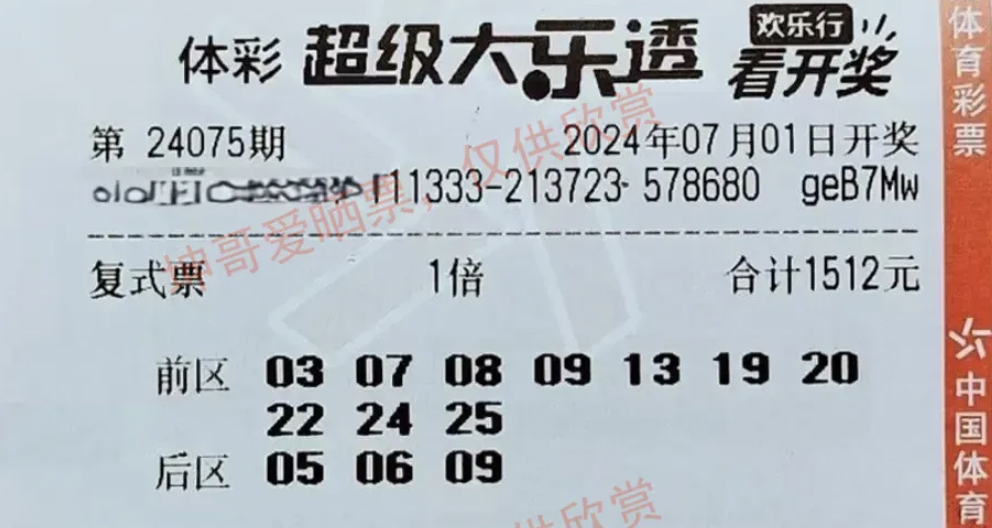 体彩 超级大乐透 欢乐行 看开奖
第 24075期 2024年07月01日开奖
11333-213723- 578680 geB7Mw
复式票 1倍 合计1512元
前区 03 07 08 09 13 19 20
22 24 25
后区 05 06 09
坤哥爱晒票，仅供欣赏
供欣赏
体育彩票
中国体育